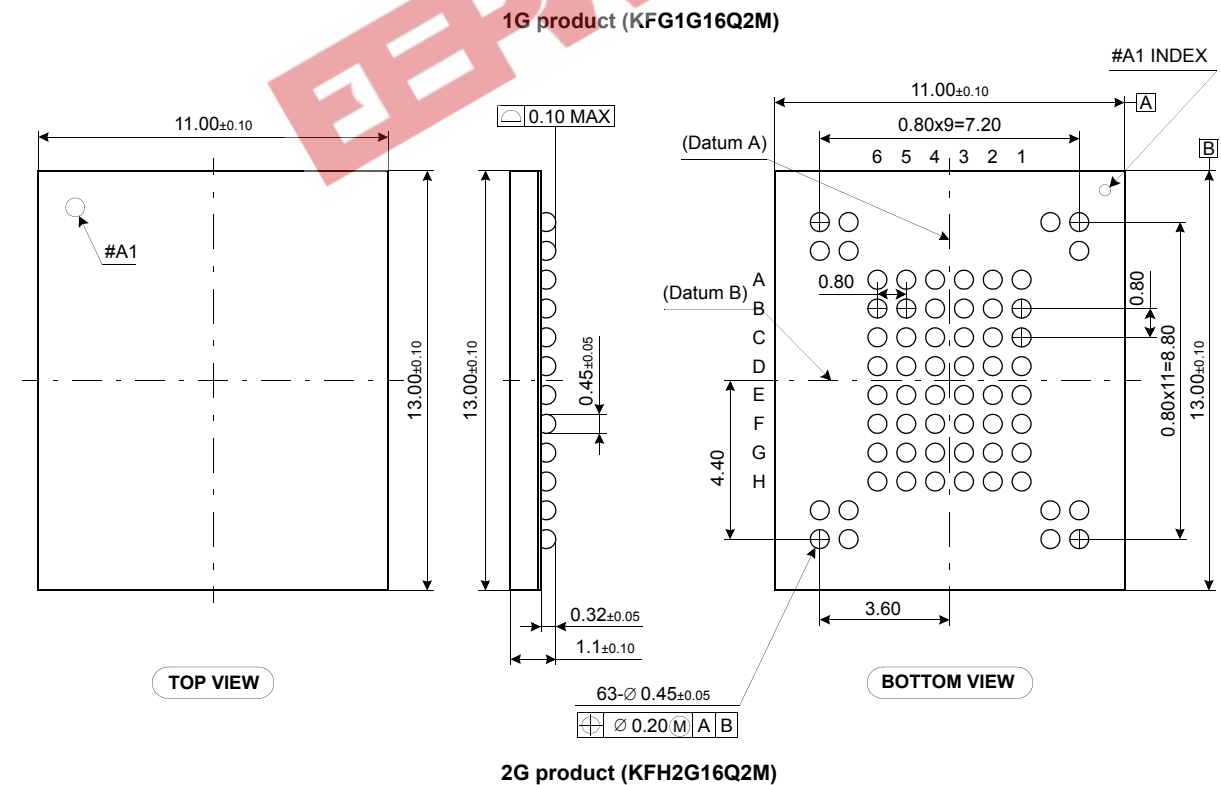 1G product (KFG1G16Q2M)
#A1 INDEX
11.00±0.10
A
0.10 MAX
11.00±0.10
0.80x9=7.20
(Datum A)
B
6 5 4 3 2 1
#A1
A
0.80
0.80
(Datum B)
B
C
D
E
F
G
H
13.00±0.10
13.00±0.10
0.45±0.05
0.80x11=8.80
13.00±0.10
4.40
0.32±0.05
3.60
1.1±0.10
TOP VIEW
BOTTOM VIEW
63-∅ 0.45±0.05
∅ 0.20 Ⓜ A B
2G product (KFH2G16Q2M)